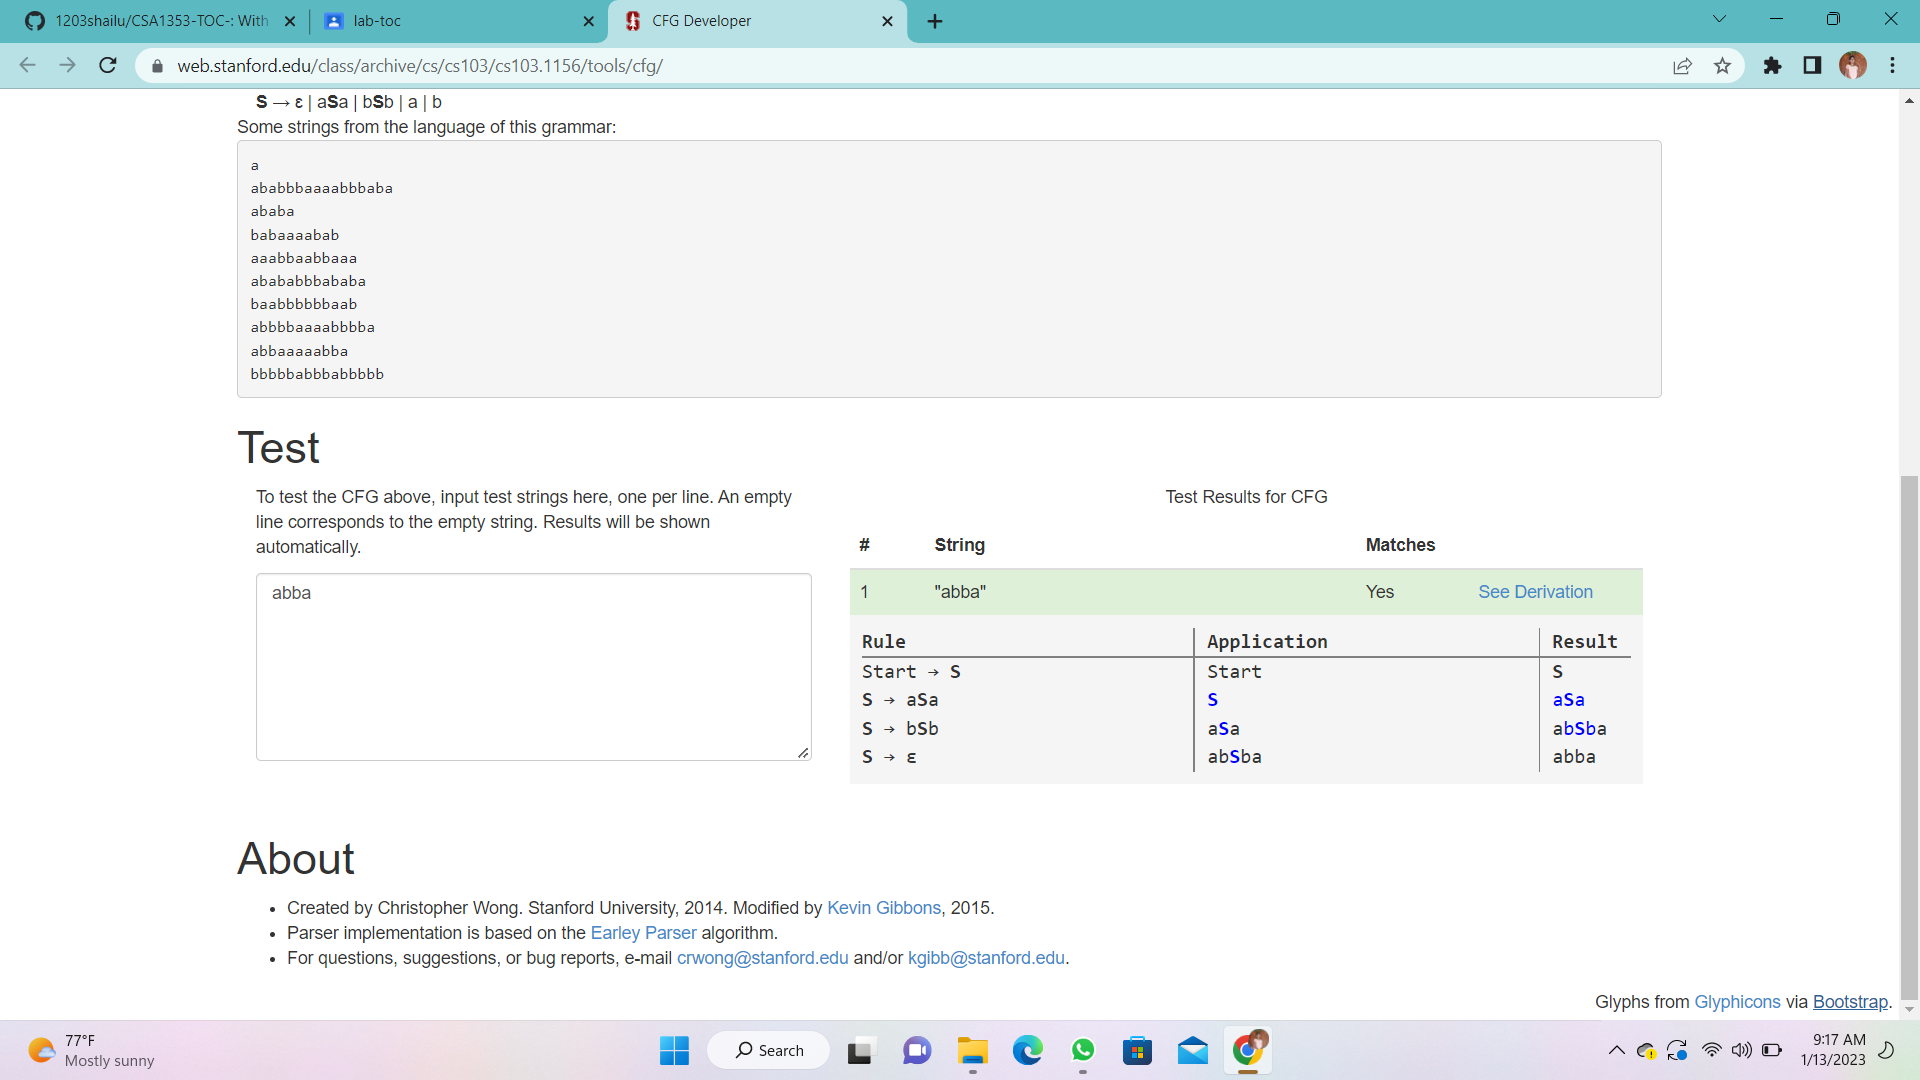 1203shailu/CSA1353-TOC-: With
lab-toc
CFG Developer
web.stanford.edu/class/archive/cs/cs103/cs103.1156/tools/cfg/
S → ε | aSa | bSb | a | b
Some strings from the language of this grammar:
a
ababbbaaaabbbaba
ababa
babaaaabab
aaabbaabbaaa
abababbbababa
baabbbbbbaab
abbbbaaaabbbba
abbaaaaabba
bbbbbabbbabbbbb
Test
To test the CFG above, input test strings here, one per line. An empty
line corresponds to the empty string. Results will be shown
automatically.
abba
Test Results for CFG
# String Matches
1 "abba" Yes See Derivation
Rule Application Result
Start → S Start S
S → aSa S aSa
S → bSb aSa abSba
S → ε abSba abba
About
• Created by Christopher Wong. Stanford University, 2014. Modified by Kevin Gibbons, 2015.
• Parser implementation is based on the Earley Parser algorithm.
• For questions, suggestions, or bug reports, e-mail crwong@stanford.edu and/or kgibb@stanford.edu.
Glyphs from Glyphicons via Bootstrap.
77°F
Mostly sunny
Search
9:17 AM
1/13/2023